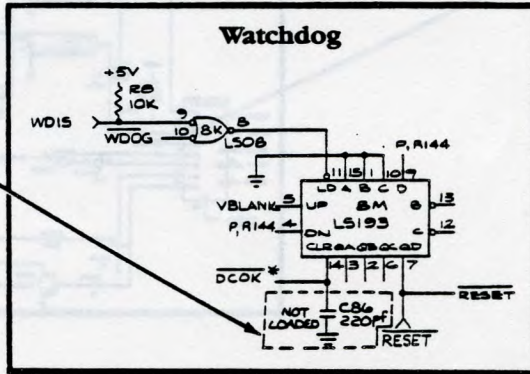 Watchdog
+5V
R8
10K
WDIS
9
10
8K
8
LS08
WDOG
P, R144
11 15 1 10 9
LD A B C D
VBLANK 5 UP
8M
B 13
P, R144 4 DN
LS193
C 12
CLR QA QB QC QD
14 3 2 6 7
DCOK*
RESET
NOT
LOADED
C86
220pf
RESET